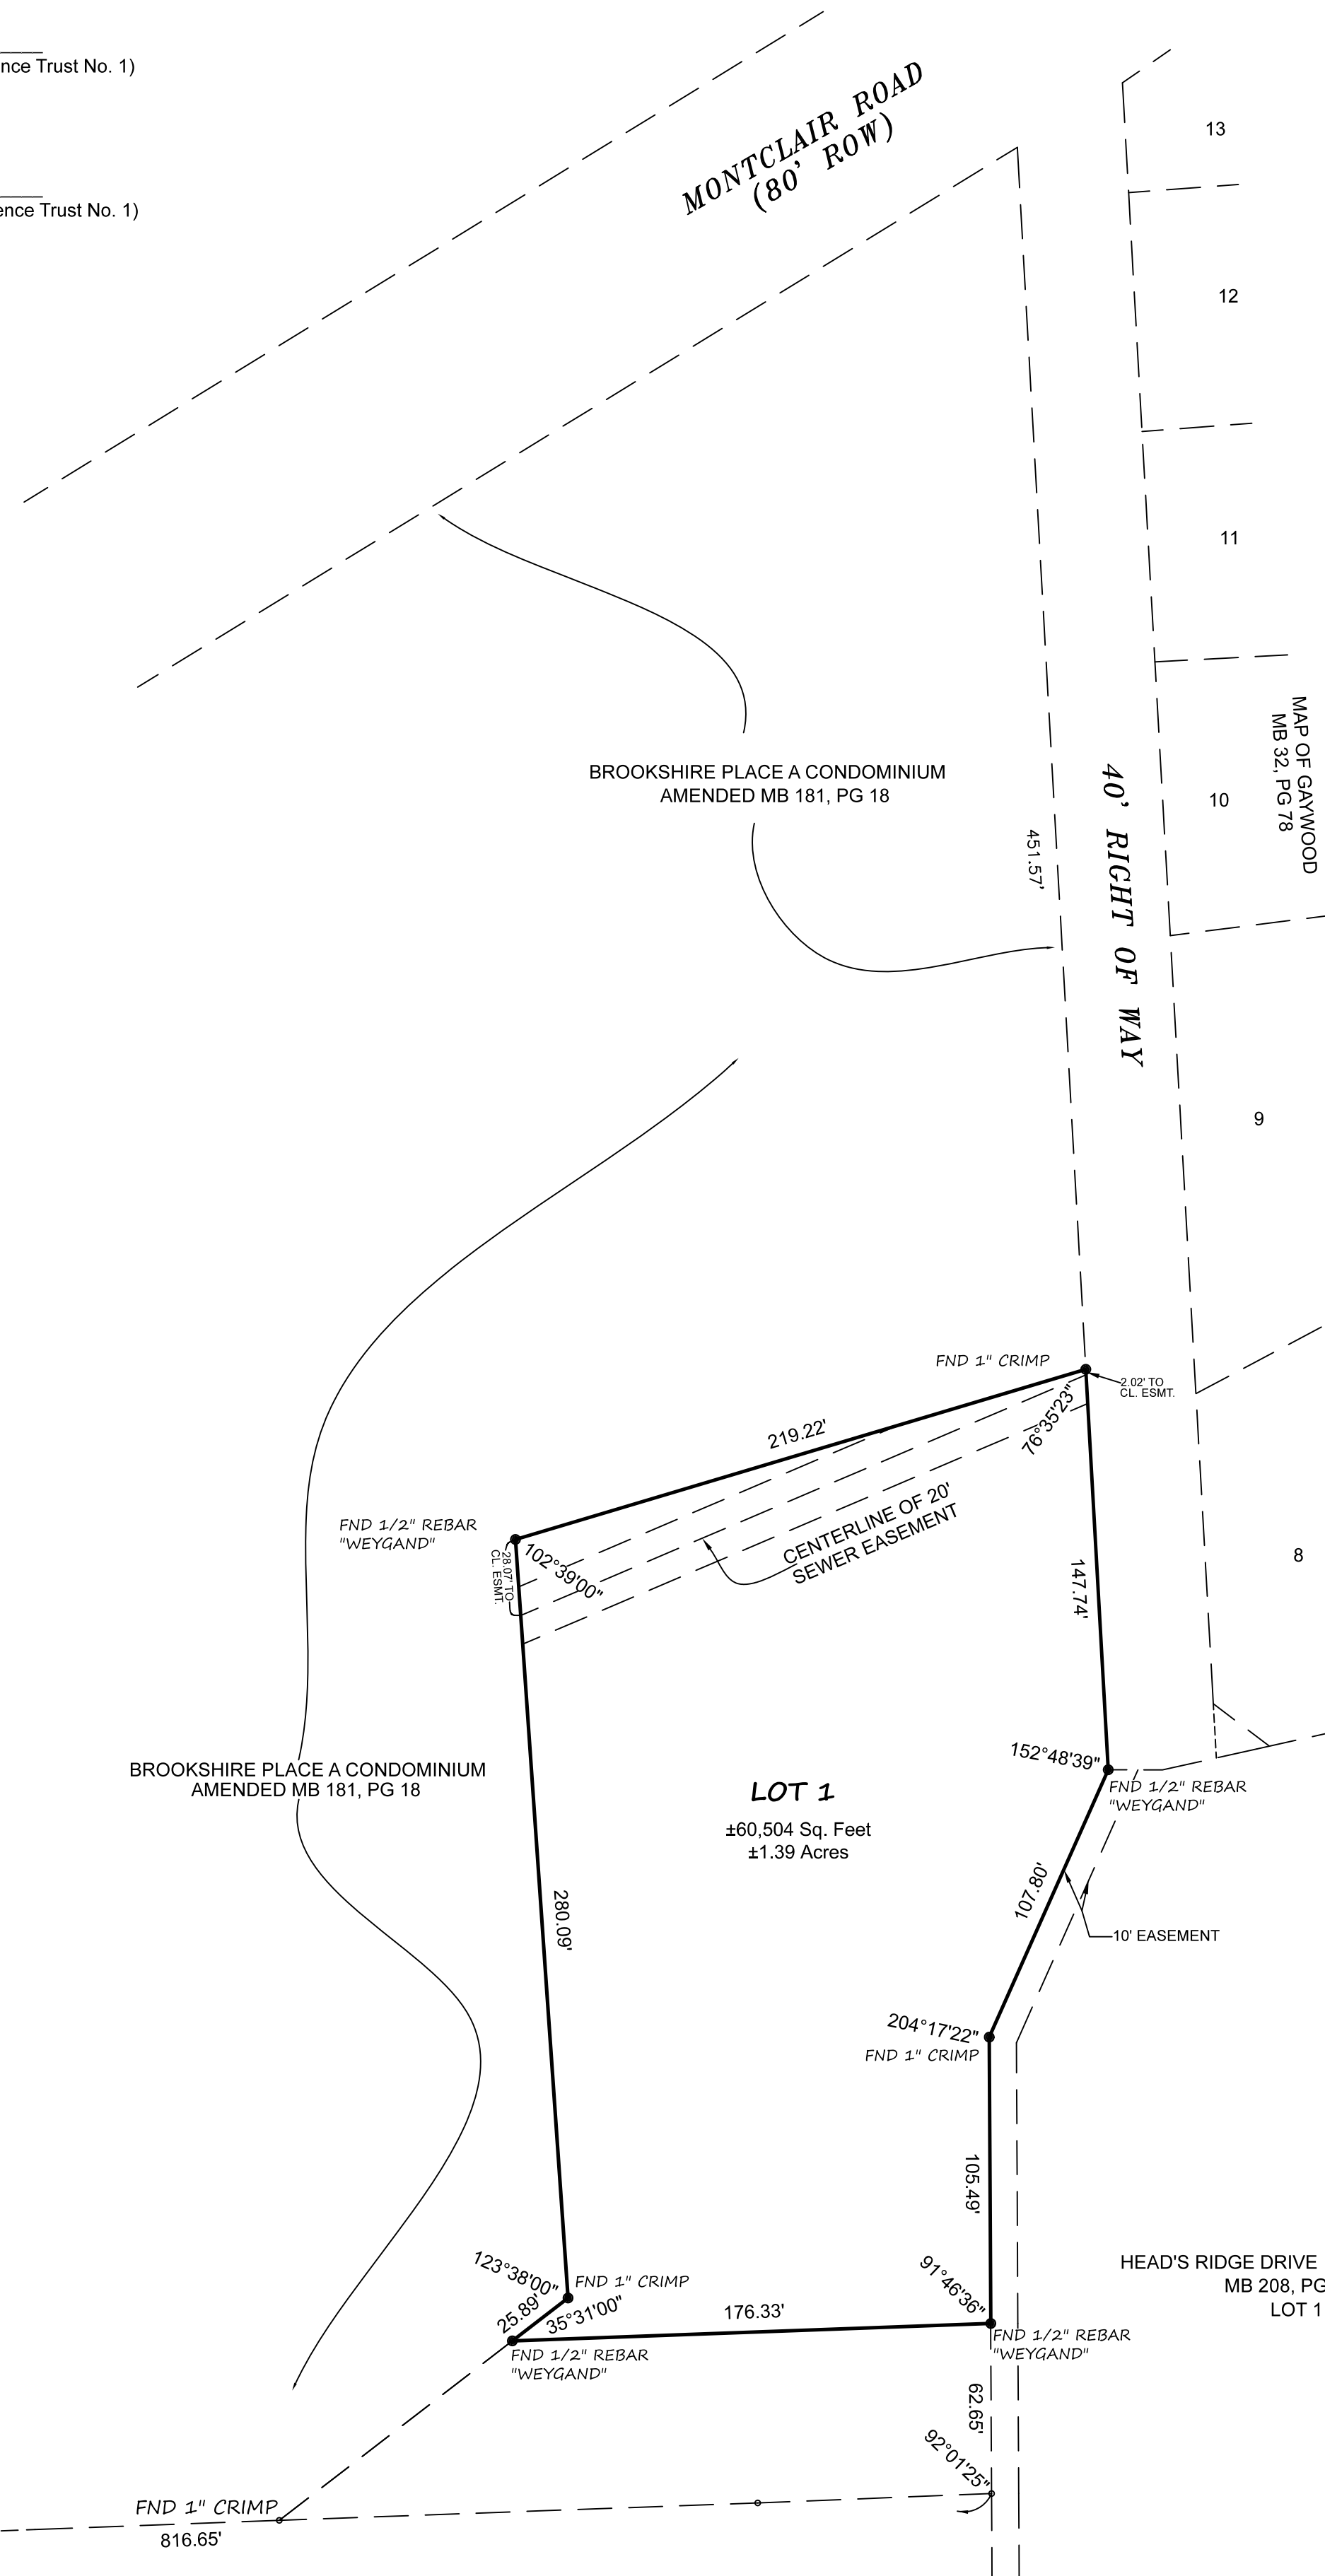 nce Trust No. 1)
ence Trust No. 1)
MONTCLAIR ROAD
(80' ROW)
13
12
11
10
MAP OF GAYWOOD
MB 32, PG 78
BROOKSHIRE PLACE A CONDOMINIUM
AMENDED MB 181, PG 18
451.57'
40' RIGHT OF WAY
9
FND 1" CRIMP
2.02' TO
CL. ESMT.
76°35'23"
219.22'
CENTERLINE OF 20'
SEWER EASEMENT
FND 1/2" REBAR
"WEYGAND"
28.07' TO
CL. ESMT.
102°39'00"
8
147.74'
BROOKSHIRE PLACE A CONDOMINIUM
AMENDED MB 181, PG 18
LOT 1
±60,504 Sq. Feet
±1.39 Acres
152°48'39"
FND 1/2" REBAR
"WEYGAND"
280.09'
107.80'
10' EASEMENT
204°17'22"
FND 1" CRIMP
105.49'
123°38'00"
FND 1" CRIMP
25.89'
35°31'00"
176.33'
91°46'36"
FND 1/2" REBAR
"WEYGAND"
FND 1/2" REBAR
"WEYGAND"
HEAD'S RIDGE DRIVE
MB 208, PG
LOT 1
62.65'
92°01'25"
FND 1" CRIMP
816.65'